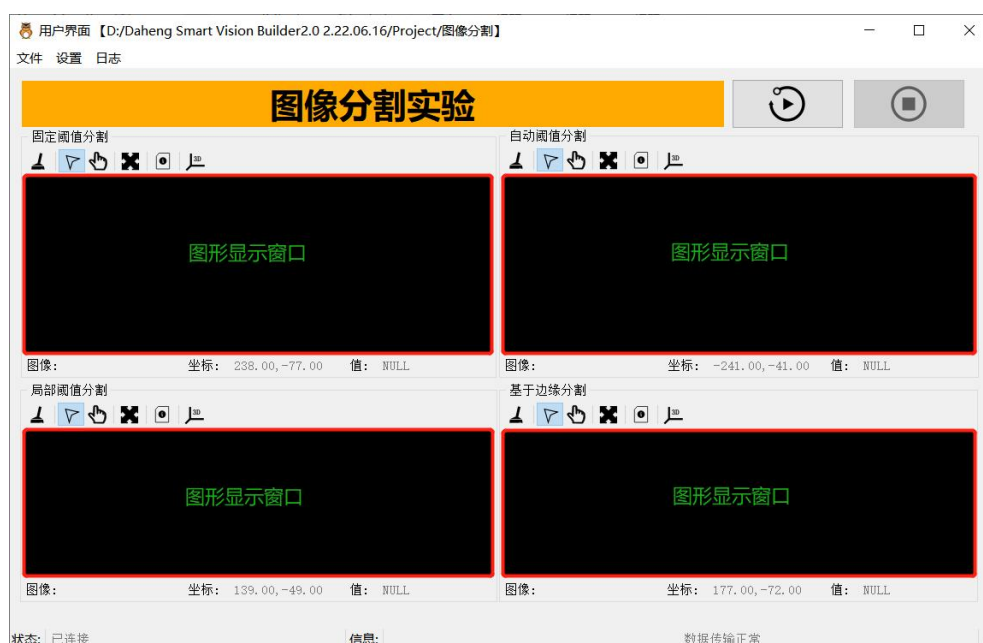 用户界面【D:/Daheng Smart Vision Builder2.0 2.22.06.16/Project/图像分割】
文件 设置 日志
图像分割实验
固定阈值分割
3D
图形显示窗口
图像: 坐标: 238.00,-77.00 值: NULL
自动阈值分割
3D
图形显示窗口
图像: 坐标: -241.00,-41.00 值: NULL
局部阈值分割
3D
图形显示窗口
图像: 坐标: 139.00,-49.00 值: NULL
基于边缘分割
3D
图形显示窗口
图像: 坐标: 177.00,-72.00 值: NULL
状态: 已连接 信息: 数据传输正常